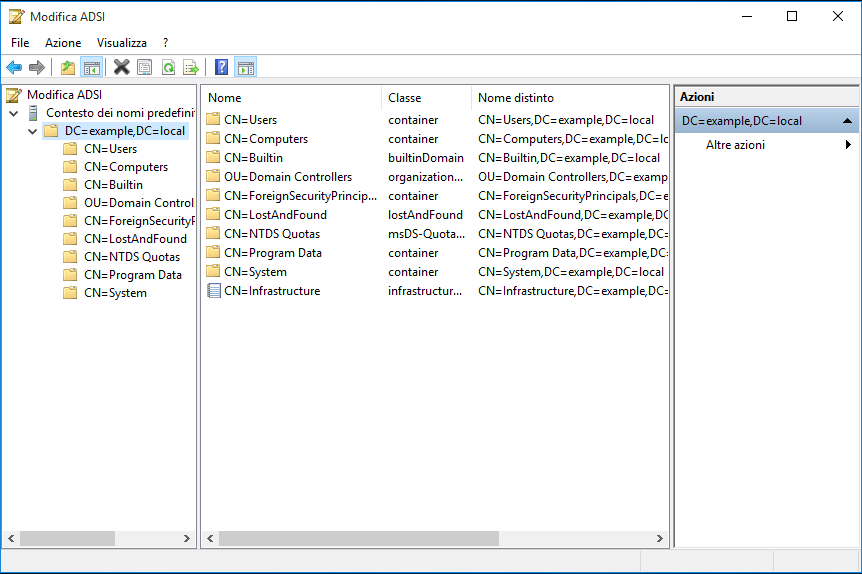 Modifica ADSI
File Azione Visualizza ?
Modifica ADSI
Contesto dei nomi predefinit
DC=example,DC=local
CN=Users
CN=Computers
CN=Builtin
OU=Domain Control
CN=ForeignSecurityP
CN=LostAndFound
CN=NTDS Quotas
CN=Program Data
CN=System
Nome Classe Nome distinto
CN=Users container CN=Users,DC=example,DC=local
CN=Computers container CN=Computers,DC=example,DC=lo
CN=Builtin builtinDomain CN=Builtin,DC=example,DC=local
OU=Domain Controllers organization... OU=Domain Controllers,DC=examp
CN=ForeignSecurityPrincip... container CN=ForeignSecurityPrincipals,DC=e
CN=LostAndFound lostAndFound CN=LostAndFound,DC=example,DC
CN=NTDS Quotas msDS-Quota... CN=NTDS Quotas,DC=example,DC=
CN=Program Data container CN=Program Data,DC=example,DC=
CN=System container CN=System,DC=example,DC=local
CN=Infrastructure infrastructur... CN=Infrastructure,DC=example,DC=
Azioni
DC=example,DC=local
Altre azioni